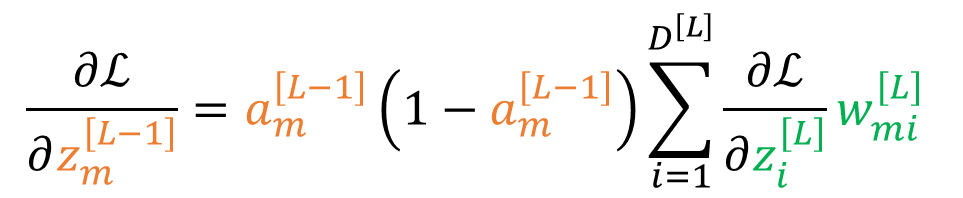 ∂ℒ/∂z_m^[L−1] = a_m^[L−1] (1 − a_m^[L−1]) ∑_{i=1}^{D^[L]} ∂ℒ/∂z_i^[L] w_{mi}^[L]